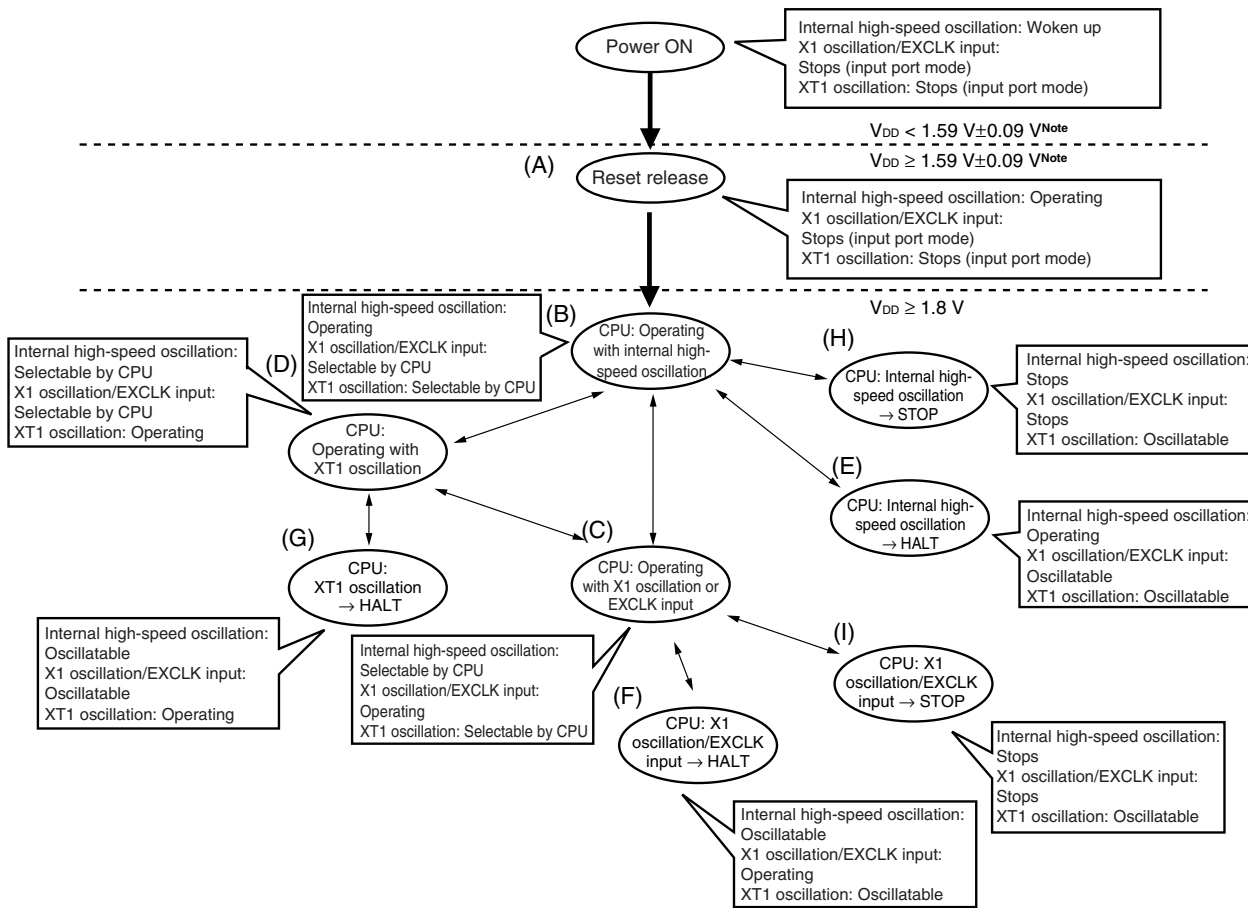 Power ON
Internal high-speed oscillation: Woken up
X1 oscillation/EXCLK input:
Stops (input port mode)
XT1 oscillation: Stops (input port mode)
VDD < 1.59 V±0.09 VNote
VDD ≥ 1.59 V±0.09 VNote
(A)
Reset release
Internal high-speed oscillation: Operating
X1 oscillation/EXCLK input:
Stops (input port mode)
XT1 oscillation: Stops (input port mode)
VDD ≥ 1.8 V
(B)
CPU: Operating
with internal high-
speed oscillation
Internal high-speed oscillation:
Operating
X1 oscillation/EXCLK input:
Selectable by CPU
XT1 oscillation: Selectable by CPU
(D)
CPU:
Operating with
XT1 oscillation
Internal high-speed oscillation:
Selectable by CPU
X1 oscillation/EXCLK input:
Selectable by CPU
XT1 oscillation: Operating
(H)
CPU: Internal high-
speed oscillation
→ STOP
Internal high-speed oscillation:
Stops
X1 oscillation/EXCLK input:
Stops
XT1 oscillation: Oscillatable
(E)
CPU: Internal high-
speed oscillation
→ HALT
Internal high-speed oscillation:
Operating
X1 oscillation/EXCLK input:
Oscillatable
XT1 oscillation: Oscillatable
(G)
CPU:
XT1 oscillation
→ HALT
Internal high-speed oscillation:
Oscillatable
X1 oscillation/EXCLK input:
Oscillatable
XT1 oscillation: Operating
(C)
CPU: Operating
with X1 oscillation or
EXCLK input
Internal high-speed oscillation:
Selectable by CPU
X1 oscillation/EXCLK input:
Operating
XT1 oscillation: Selectable by CPU
(I)
CPU: X1
oscillation/EXCLK
input → STOP
Internal high-speed oscillation:
Stops
X1 oscillation/EXCLK input:
Stops
XT1 oscillation: Oscillatable
(F)
CPU: X1
oscillation/EXCLK
input → HALT
Internal high-speed oscillation:
Oscillatable
X1 oscillation/EXCLK input:
Operating
XT1 oscillation: Oscillatable